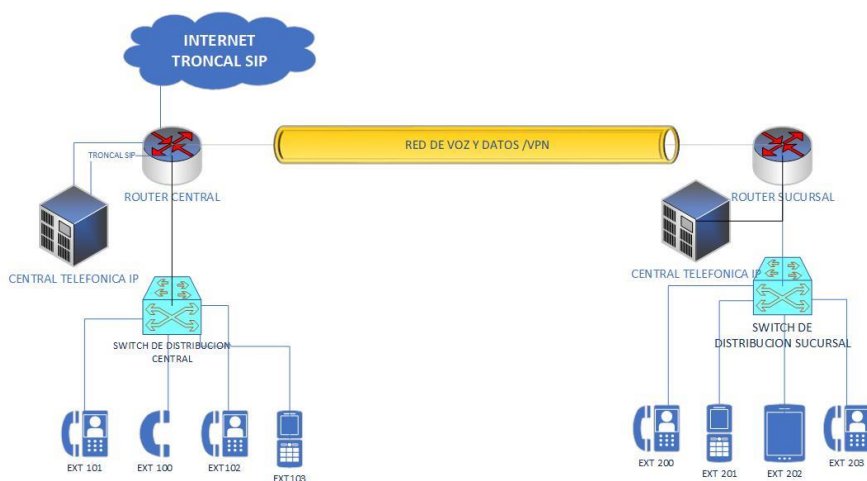 INTERNET
TRONCAL SIP
RED DE VOZ Y DATOS /VPN
TRONCAL SIP
ROUTER CENTRAL
ROUTER SUCURSAL
CENTRAL TELEFONICA IP
CENTRAL TELEFONICA IP
SWITCH DE DISTRIBUCION
CENTRAL
SWITCH DE
DISTRIBUCION SUCURSAL
EXT 101
EXT 100
EXT102
EXT103
EXT 200
EXT 201
EXT 202
EXT 203